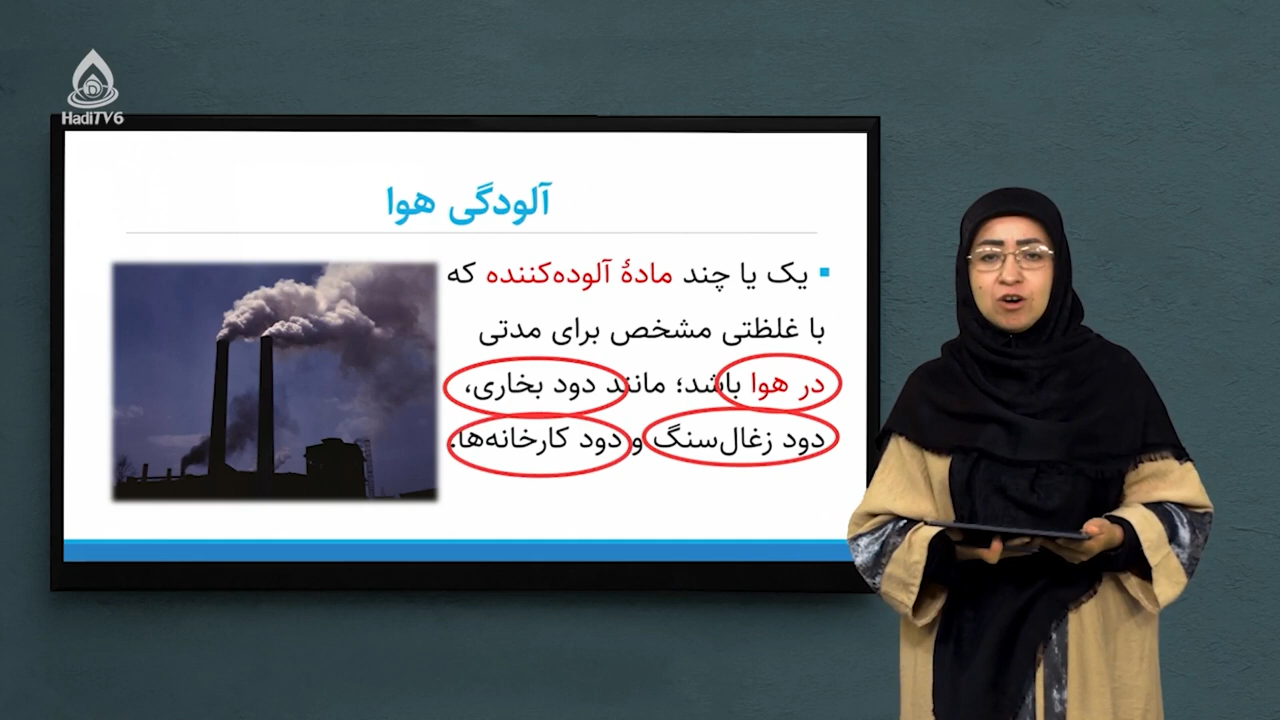 HadiTV6
آلودگی هوا
یک یا چند مادهٔ آلوده‌کننده که
با غلظتی مشخص برای مدتی
در هوا باشد؛ مانند دود بخاری،
دود زغال‌سنگ و دود کارخانه‌ها.